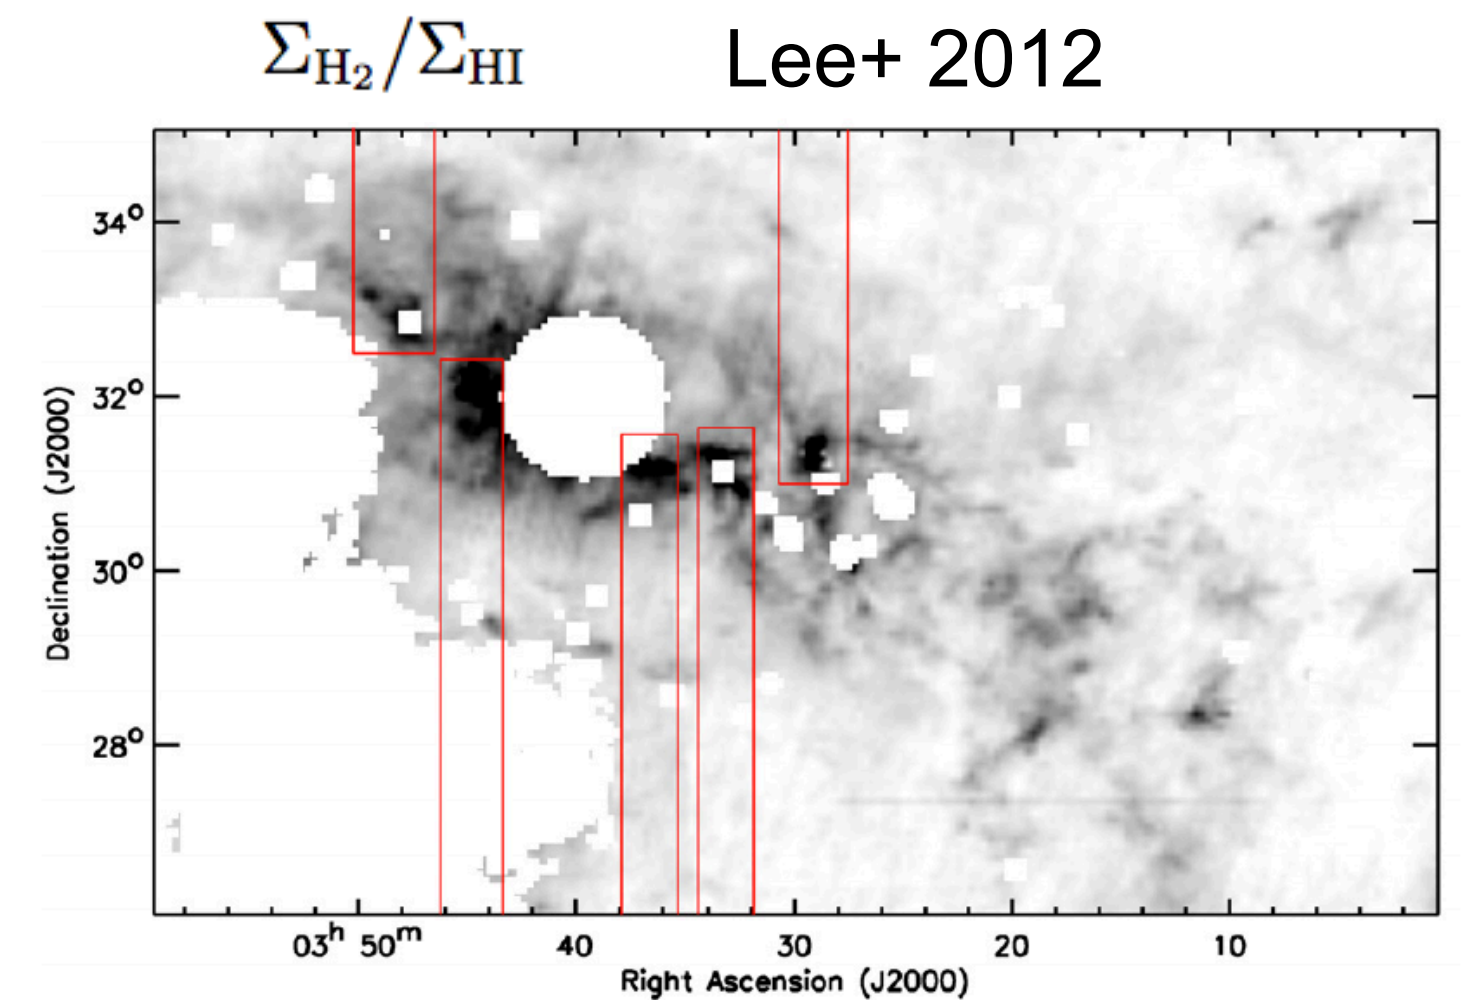 Σ_H₂/Σ_HI
Lee+ 2012
34°
32°
30°
28°
Declination (J2000)
03ʰ 50ᵐ 40 30 20 10
Right Ascension (J2000)